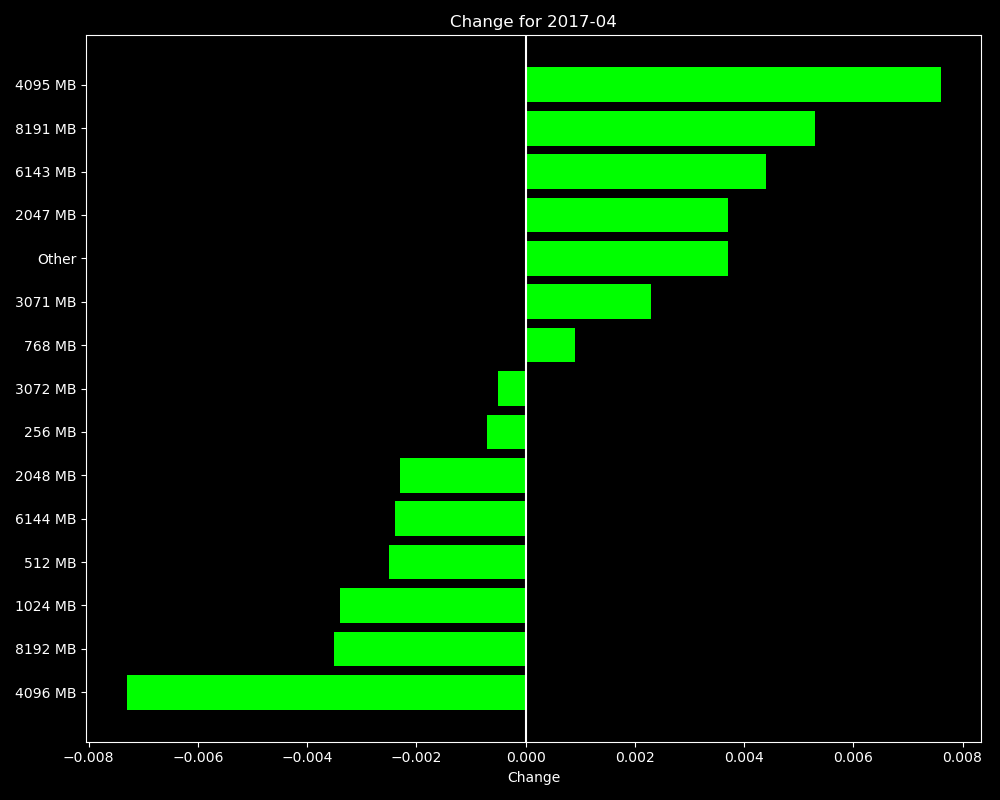 Change for 2017-04
4095 MB
8191 MB
6143 MB
2047 MB
Other
3071 MB
768 MB
3072 MB
256 MB
2048 MB
6144 MB
512 MB
1024 MB
8192 MB
4096 MB
−0.008 −0.006 −0.004 −0.002 0.000 0.002 0.004 0.006 0.008
Change